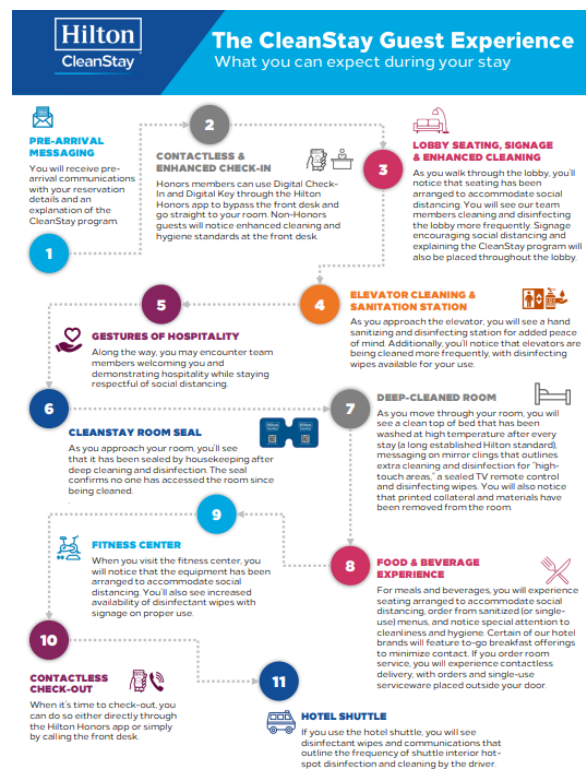 Hilton
CleanStay
The CleanStay Guest Experience
What you can expect during your stay
PRE-ARRIVAL
MESSAGING
You will receive pre-
arrival communications
with your reservation
details and an
explanation of the
CleanStay program.
1
2
CONTACTLESS &
ENHANCED CHECK-IN
Honors members can use Digital Check-
In and Digital Key through the Hilton
Honors app to bypass the front desk and
go straight to your room. Non-Honors
guests will notice enhanced cleaning and
hygiene standards at the front desk.
3
LOBBY SEATING, SIGNAGE
& ENHANCED CLEANING
As you walk through the lobby, you'll
notice that seating has been
arranged to accommodate social
distancing. You will see our team
members cleaning and disinfecting
the lobby more frequently. Signage
encouraging social distancing and
explaining the CleanStay program will
also be placed throughout the lobby.
4
ELEVATOR CLEANING &
SANITATION STATION
As you approach the elevator, you will see a hand
sanitizing and disinfecting station for added peace
of mind. Additionally, you'll notice that elevators are
being cleaned more frequently, with disinfecting
wipes available for your use.
5
GESTURES OF HOSPITALITY
Along the way, you may encounter team
members welcoming you and
demonstrating hospitality while staying
respectful of social distancing.
6
CLEANSTAY ROOM SEAL
As you approach your room, you'll see
that it has been sealed by housekeeping after
deep cleaning and disinfection. The seal
confirms no one has accessed the room since
being cleaned.
7
DEEP-CLEANED ROOM
As you move through your room, you will
see a clean top of bed that has been
washed at high temperature after every
stay (a long established Hilton standard),
messaging on mirror clings that outlines
extra cleaning and disinfection for "high-
touch areas," a sealed TV remote control
and disinfecting wipes. You will also notice
that printed collateral and materials have
been removed from the room.
8
FOOD & BEVERAGE
EXPERIENCE
For meals and beverages, you will experience
seating arranged to accommodate social
distancing, order from sanitized (or single-
use) menus, and notice special attention to
cleanliness and hygiene. Certain of our hotel
brands will feature to-go breakfast offerings
to minimize contact. If you order room
service, you will experience contactless
delivery, with orders and single-use
serviceware placed outside your door.
9
FITNESS CENTER
When you visit the fitness center, you
will notice that the equipment has been
arranged to accommodate social
distancing. You'll also see increased
availability of disinfectant wipes with
signage on proper use.
10
CONTACTLESS
CHECK-OUT
When it's time to check-out, you
can do so either directly through
the Hilton Honors app or simply
by calling the front desk.
11
HOTEL SHUTTLE
If you use the hotel shuttle, you will see
disinfectant wipes and communications that
outline the frequency of shuttle interior hot-
spot disinfection and cleaning by the driver.